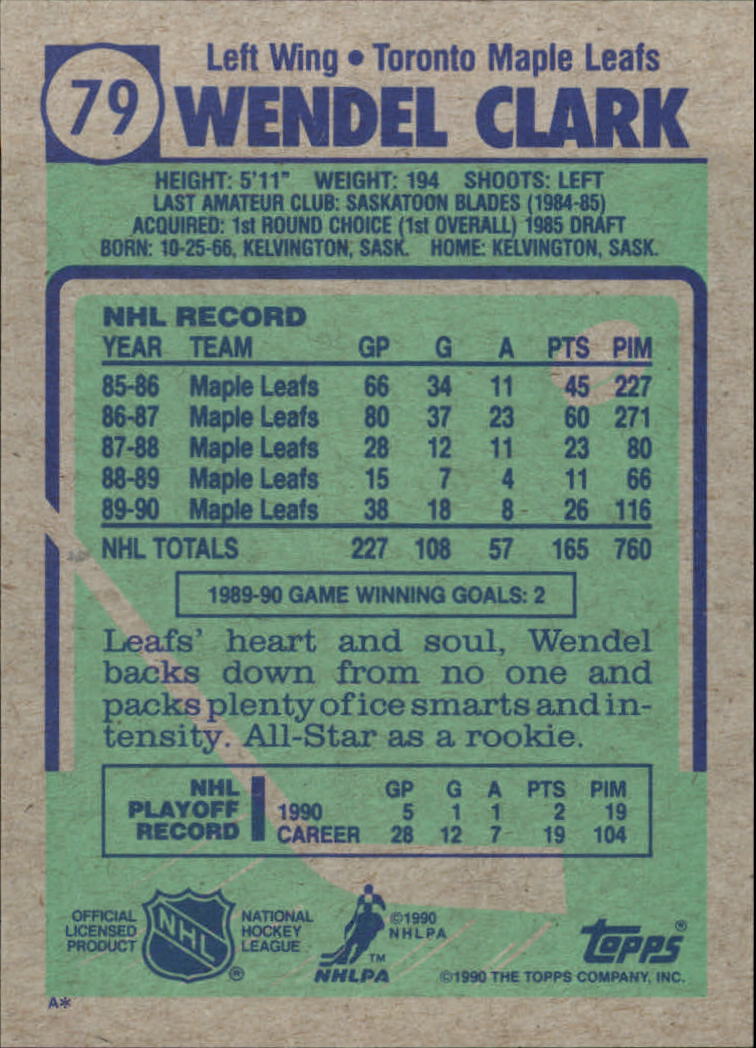 79
Left Wing • Toronto Maple Leafs
WENDEL CLARK
HEIGHT: 5'11" WEIGHT: 194 SHOOTS: LEFT
LAST AMATEUR CLUB: SASKATOON BLADES (1984-85)
ACQUIRED: 1st ROUND CHOICE (1st OVERALL) 1985 DRAFT
BORN: 10-25-66, KELVINGTON, SASK. HOME: KELVINGTON, SASK.
NHL RECORD
YEAR TEAM GP G A PTS PIM
85-86 Maple Leafs 66 34 11 45 227
86-87 Maple Leafs 80 37 23 60 271
87-88 Maple Leafs 28 12 11 23 80
88-89 Maple Leafs 15 7 4 11 66
89-90 Maple Leafs 38 18 8 26 116
NHL TOTALS 227 108 57 165 760
1989-90 GAME WINNING GOALS: 2
Leafs' heart and soul, Wendel
backs down from no one and
packs plenty of ice smarts and in-
tensity. All-Star as a rookie.
NHL PLAYOFF RECORD
GP G A PTS PIM
1990 5 1 1 2 19
CAREER 28 12 7 19 104
OFFICIAL
LICENSED
PRODUCT
NHL
®
NATIONAL
HOCKEY
LEAGUE
©1990
NHLPA
TM
NHLPA
topps®
©1990 THE TOPPS COMPANY, INC.
A*